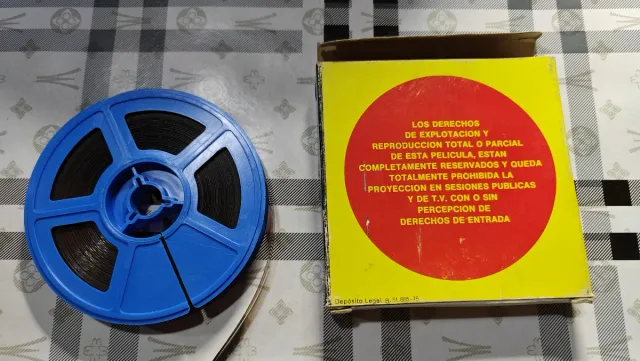 LOS DERECHOS
DE EXPLOTACION Y
REPRODUCCION TOTAL O PARCIAL
DE ESTA PELICULA, ESTAN
COMPLETAMENTE RESERVADOS Y QUEDA
TOTALMENTE PROHIBIDA LA
PROYECCION EN SESIONES PUBLICAS
Y DE T.V. CON O SIN
PERCEPCION DE
DERECHOS DE ENTRADA
Depósito Legal